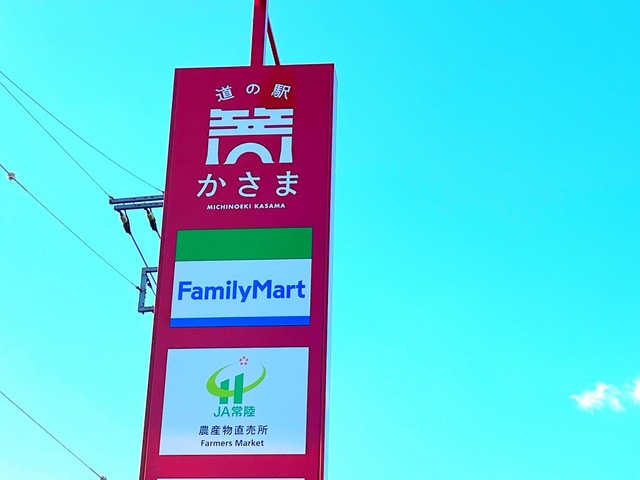 道の駅
かさま
MICHINOEKI KASAMA
FamilyMart
JA常陸
農産物直売所
Farmers Market